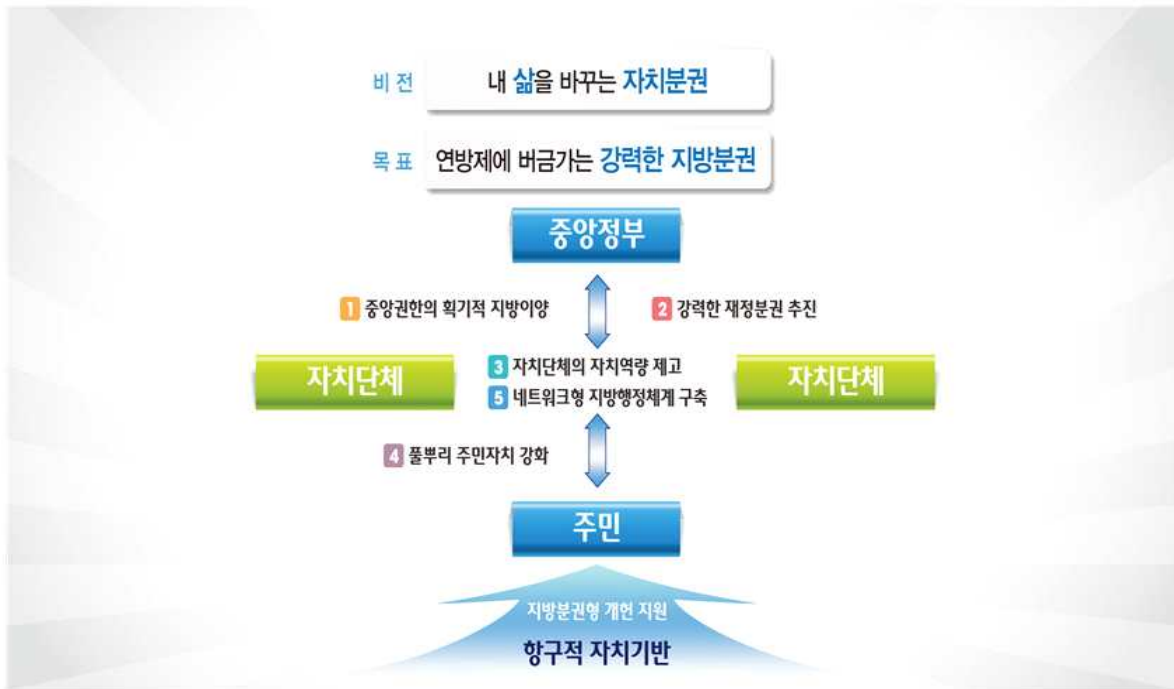 비 전 내 삶을 바꾸는 자치분권
목 표 연방제에 버금가는 강력한 지방분권
중앙정부
1 중앙권한의 획기적 지방이양 2 강력한 재정분권 추진
자치단체 3 자치단체의 자치역량 제고 자치단체
5 네트워크형 지방행정체계 구축
4 풀뿌리 주민자치 강화
주민
지방분권형 개헌 지원
항구적 자치기반